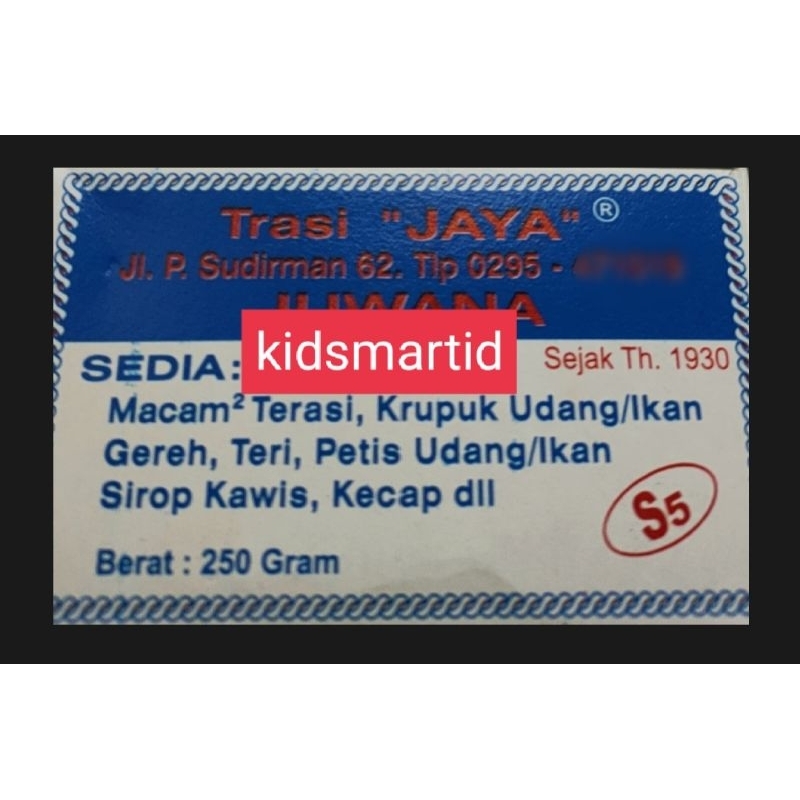 Trasi "JAYA" ®
Jl. P. Sudirman 62. Tlp 0295 -
JUWANA
kidsmartid
SEDIA:
Sejak Th. 1930
Macam² Terasi, Krupuk Udang/Ikan
Gereh, Teri, Petis Udang/Ikan
Sirop Kawis, Kecap dll
S5
Berat : 250 Gram